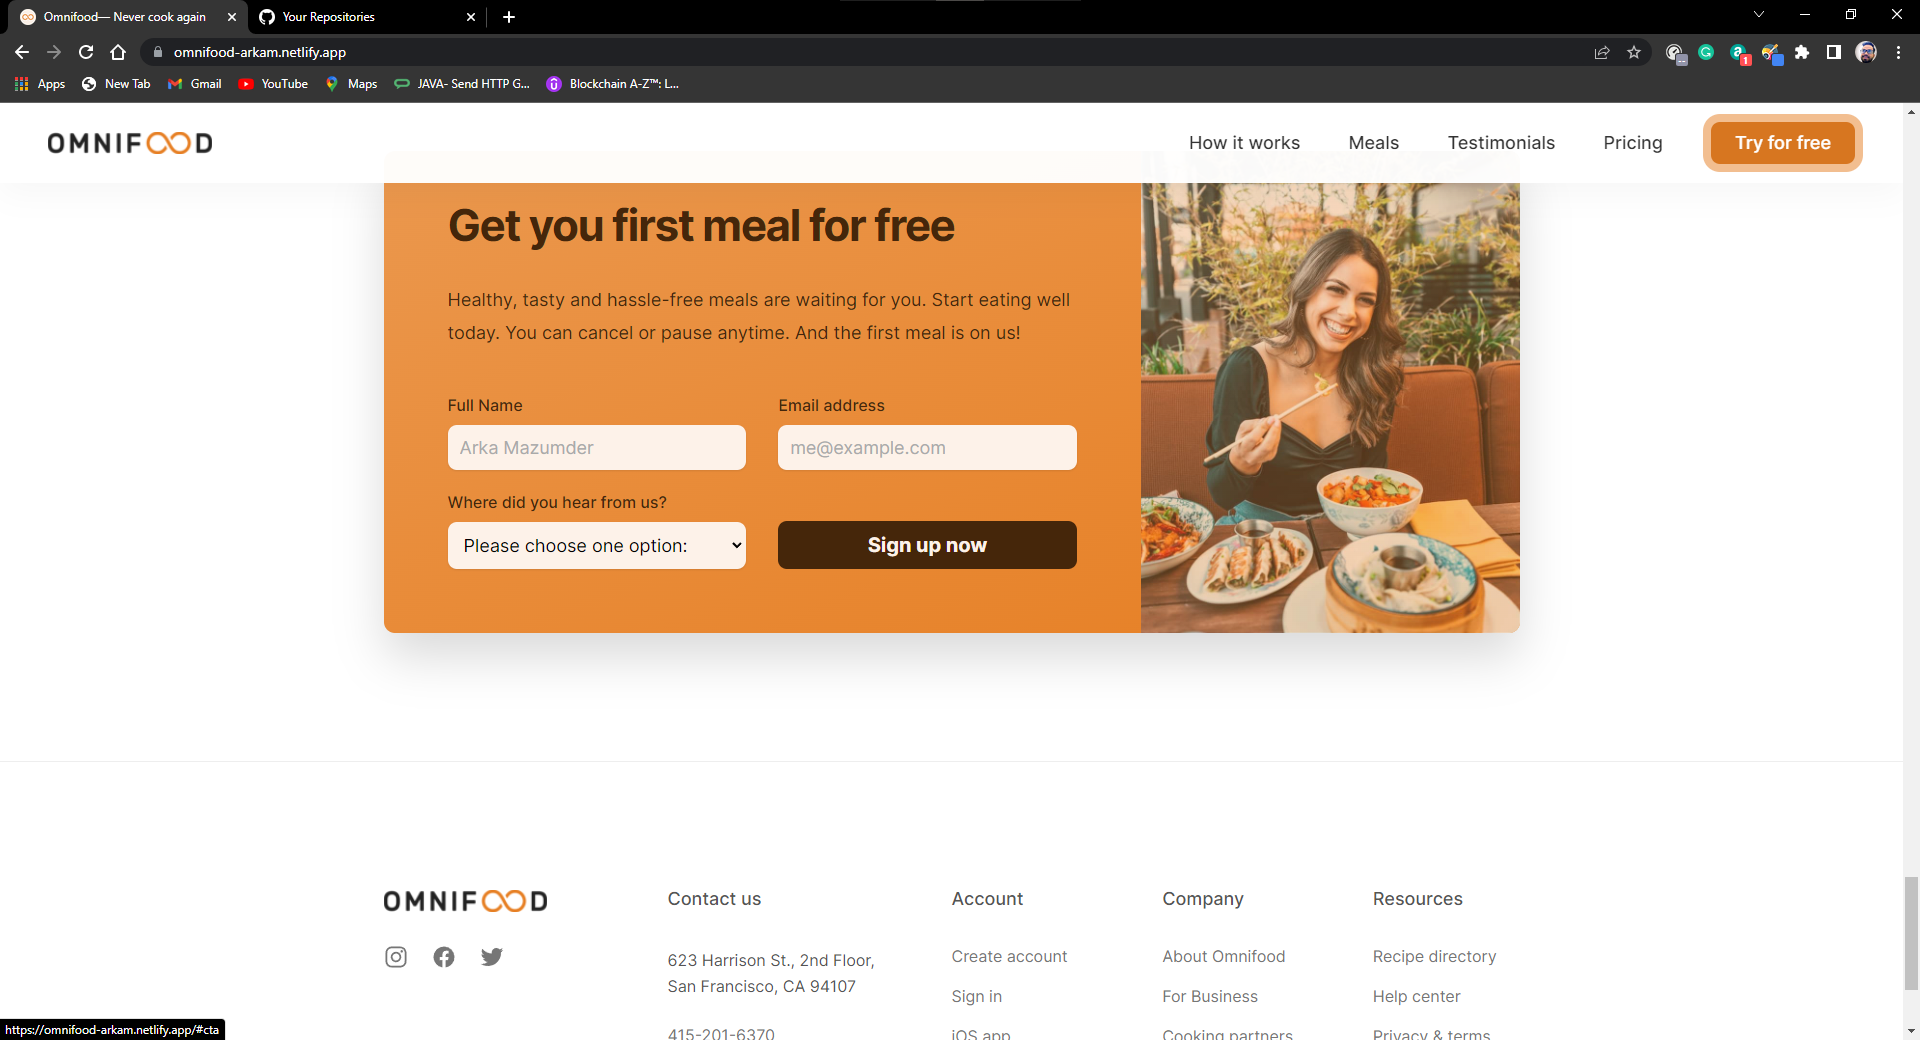 Omnifood— Never cook again
Your Repositories
omnifood-arkam.netlify.app
1
Apps
New Tab
Gmail
YouTube
Maps
JAVA- Send HTTP G...
Blockchain A-Z™: L...
OMNIFOOD
How it works
Meals
Testimonials
Pricing
Try for free
Get you first meal for free
Healthy, tasty and hassle-free meals are waiting for you. Start eating well
today. You can cancel or pause anytime. And the first meal is on us!
Full Name
Email address
Arka Mazumder
me@example.com
Where did you hear from us?
Please choose one option:
Sign up now
OMNIFOOD
Contact us
623 Harrison St., 2nd Floor,
San Francisco, CA 94107
415-201-6370
Account
Create account
Sign in
iOS app
Company
About Omnifood
For Business
Cooking partners
Resources
Recipe directory
Help center
Privacy & terms
https://omnifood-arkam.netlify.app/#cta